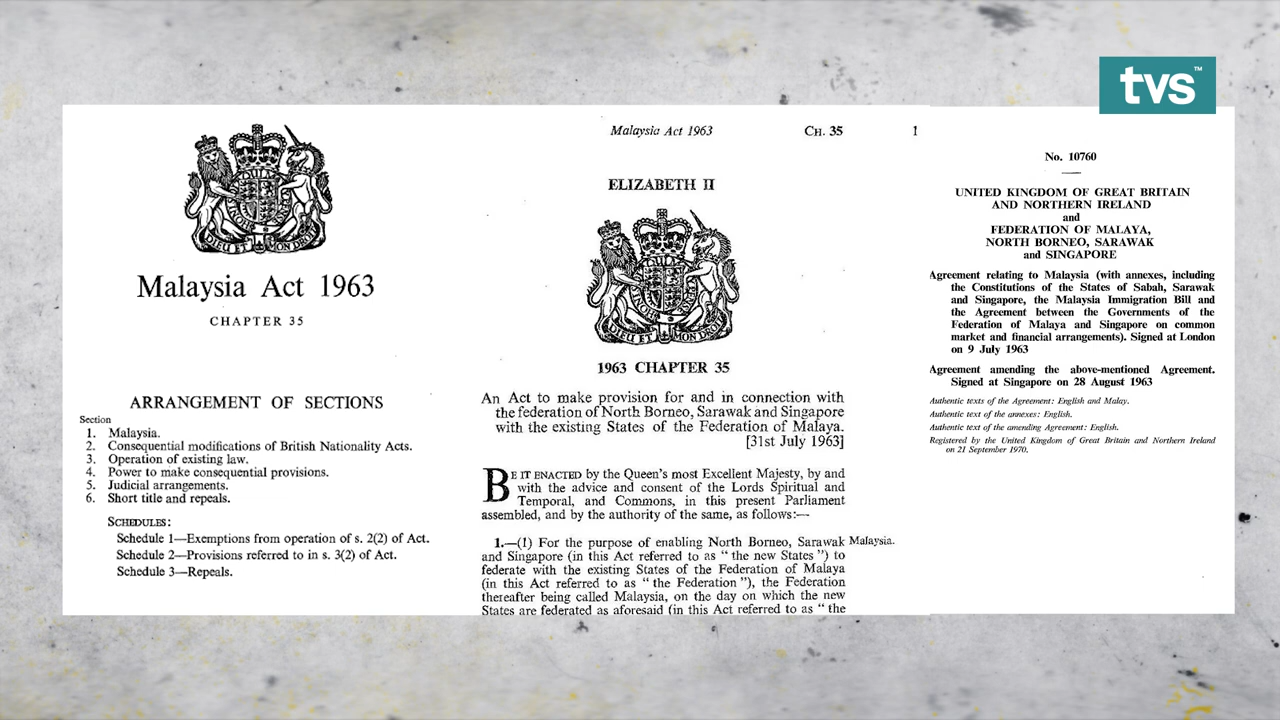 tvs™
Malaysia Act 1963
CHAPTER 35
ARRANGEMENT OF SECTIONS
Section
1. Malaysia.
2. Consequential modifications of British Nationality Acts.
3. Operation of existing law.
4. Power to make consequential provisions.
5. Judicial arrangements.
6. Short title and repeals.
SCHEDULES:
Schedule 1—Exemptions from operation of s. 2(2) of Act.
Schedule 2—Provisions referred to in s. 3(2) of Act.
Schedule 3—Repeals.
Malaysia Act 1963 CH. 35 1
ELIZABETH II
DIEU ET MON DROIT
1963 CHAPTER 35
An Act to make provision for and in connection with
the federation of North Borneo, Sarawak and Singapore
with the existing States of the Federation of Malaya.
[31st July 1963]
BE IT ENACTED by the Queen's most Excellent Majesty, by and
with the advice and consent of the Lords Spiritual and
Temporal, and Commons, in this present Parliament
assembled, and by the authority of the same, as follows:—
1.—(1) For the purpose of enabling North Borneo, Sarawak Malaysia.
and Singapore (in this Act referred to as "the new States") to
federate with the existing States of the Federation of Malaya
(in this Act referred to as "the Federation"), the Federation
thereafter being called Malaysia, on the day on which the new
States are federated as aforesaid (in this Act referred to as "the
No. 10760
UNITED KINGDOM OF GREAT BRITAIN
AND NORTHERN IRELAND
and
FEDERATION OF MALAYA,
NORTH BORNEO, SARAWAK
and SINGAPORE
Agreement relating to Malaysia (with annexes, including
the Constitutions of the States of Sabah, Sarawak
and Singapore, the Malaysia Immigration Bill and
the Agreement between the Governments of the
Federation of Malaya and Singapore on common
market and financial arrangements). Signed at London
on 9 July 1963
Agreement amending the above-mentioned Agreement.
Signed at Singapore on 28 August 1963
Authentic texts of the Agreement: English and Malay.
Authentic text of the annexes: English.
Authentic text of the amending Agreement: English.
Registered by the United Kingdom of Great Britain and Northern Ireland
on 21 September 1970.